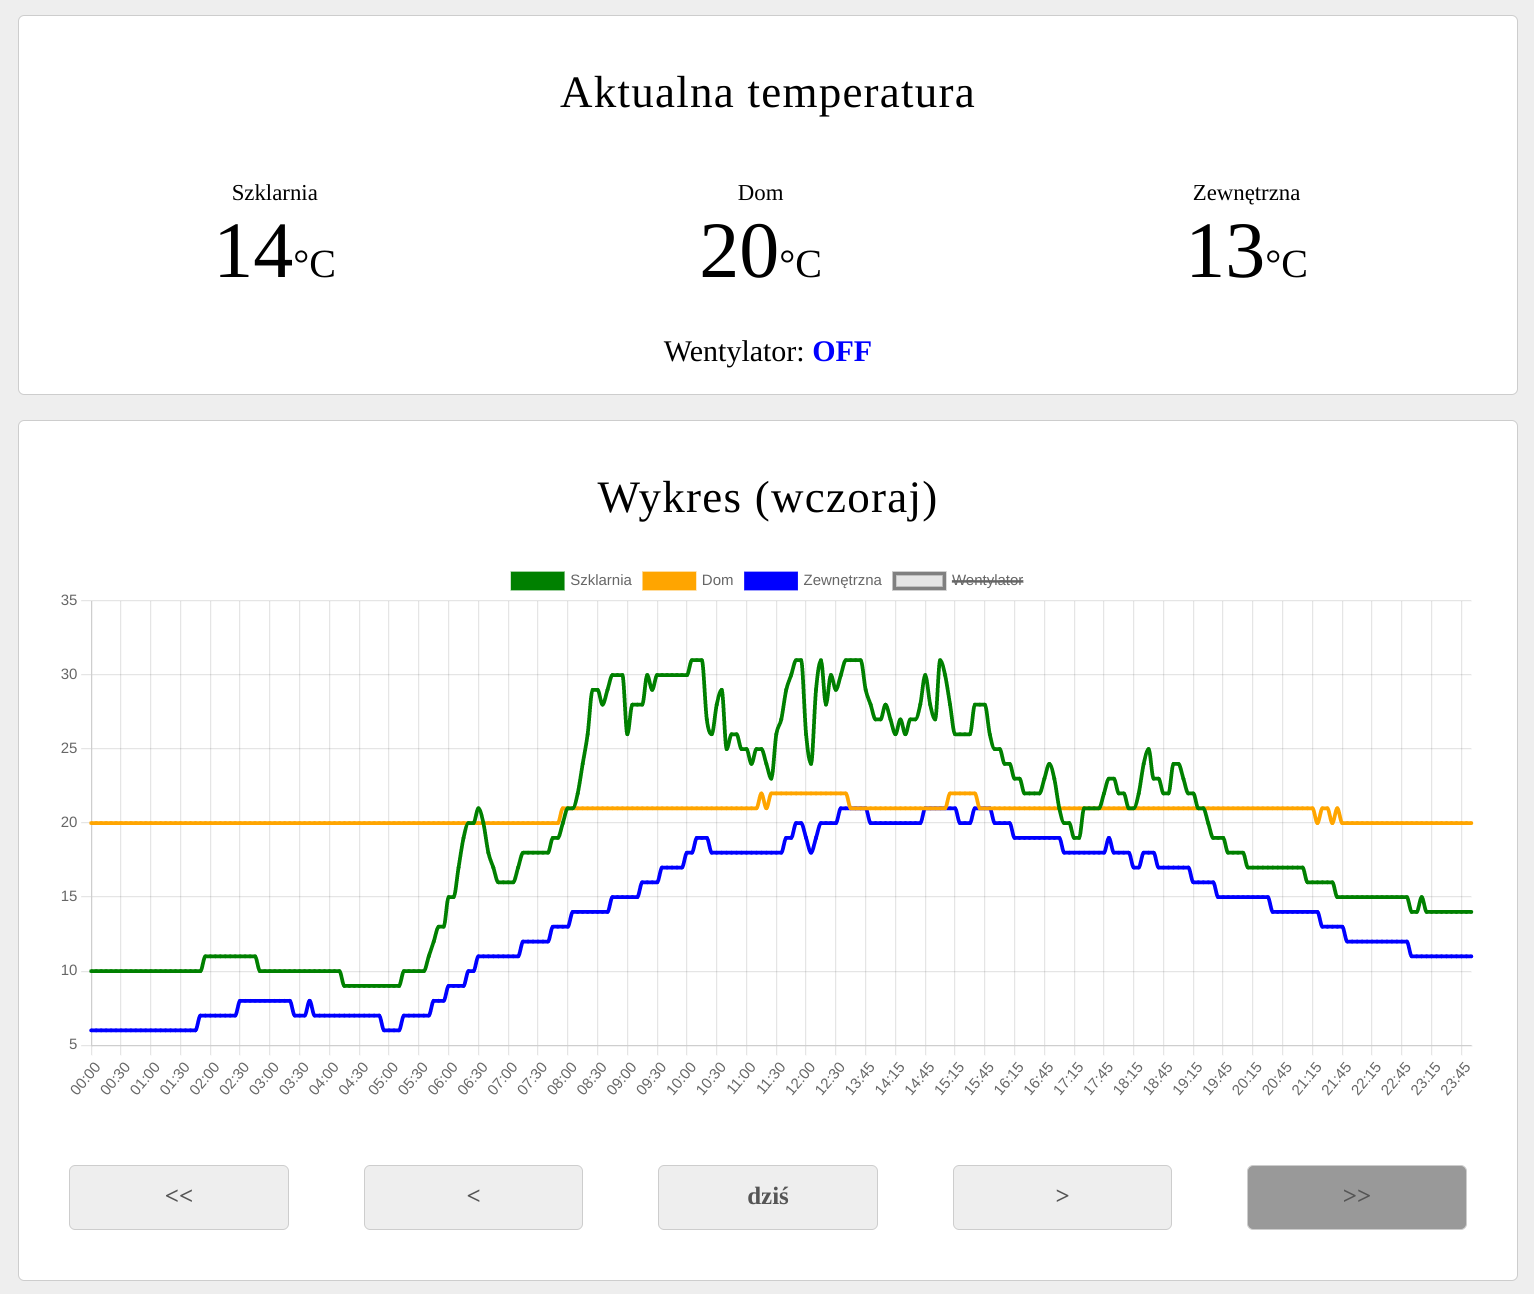 Aktualna temperatura
Szklarnia Dom Zewnętrzna
14°C 20°C 13°C
Wentylator: OFF
Wykres (wczoraj)
Szklarnia Dom Zewnętrzna Wentylator
35
30
25
20
15
10
5
00:00 00:30 01:00 01:30 02:00 02:30 03:00 03:30 04:00 04:30 05:00 05:30 06:00 06:30 07:00 07:30 08:00 08:30 09:00 09:30 10:00 10:30 11:00 11:30 12:00 12:30 13:45 14:15 14:45 15:15 15:45 16:15 16:45 17:15 17:45 18:15 18:45 19:15 19:45 20:15 20:45 21:15 21:45 22:15 22:45 23:15 23:45
<< < dziś > >>